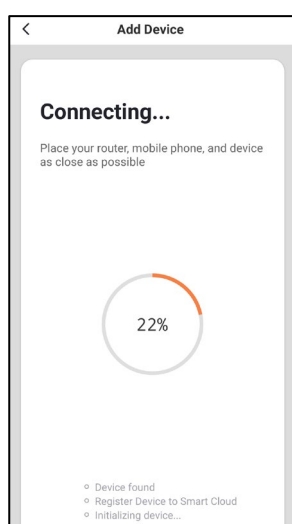 Add Device
Connecting...
Place your router, mobile phone, and device
as close as possible
22%
Device found
Register Device to Smart Cloud
Initializing device...